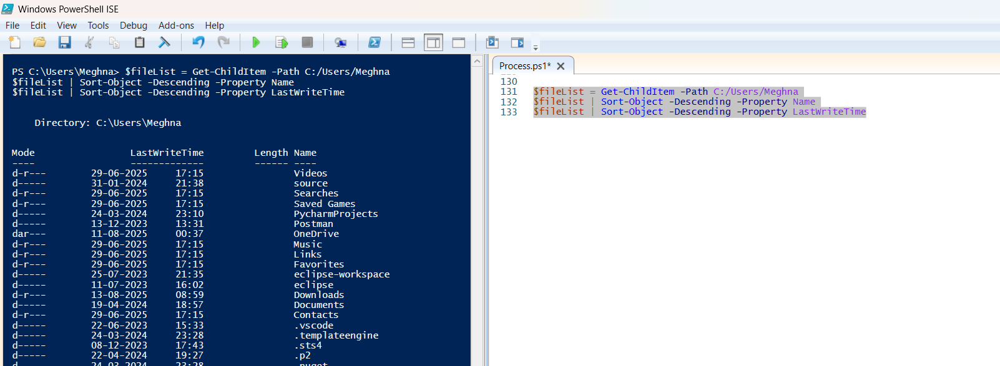 Windows PowerShell ISE
File Edit View Tools Debug Add-ons Help
PS C:\Users\Meghna> $fileList = Get-ChildItem -Path C:/Users/Meghna
$fileList | Sort-Object -Descending -Property Name
$fileList | Sort-Object -Descending -Property LastWriteTime
Directory: C:\Users\Meghna
Mode LastWriteTime Length Name
---- ------------- ------ ----
d-r--- 29-06-2025 17:15 Videos
d----- 31-01-2024 21:38 source
d-r--- 29-06-2025 17:15 Searches
d-r--- 29-06-2025 17:15 Saved Games
d----- 24-03-2024 23:10 PycharmProjects
d----- 13-12-2023 13:31 Postman
dar--- 11-08-2025 00:37 OneDrive
d-r--- 29-06-2025 17:15 Music
d-r--- 29-06-2025 17:15 Links
d-r--- 29-06-2025 17:15 Favorites
d----- 25-07-2023 21:35 eclipse-workspace
d----- 11-07-2023 16:02 eclipse
d-r--- 13-08-2025 08:59 Downloads
d----- 19-04-2024 18:57 Documents
d-r--- 29-06-2025 17:15 Contacts
d----- 22-06-2023 15:33 .vscode
d----- 24-03-2024 23:28 .templateengine
d----- 08-12-2023 17:43 .sts4
d----- 22-04-2024 19:27 .p2
24-03-2024 23:28 .nuget
Process.ps1*
130
131 $fileList = Get-ChildItem -Path C:/Users/Meghna
132 $fileList | Sort-Object -Descending -Property Name
133 $fileList | Sort-Object -Descending -Property LastWriteTime